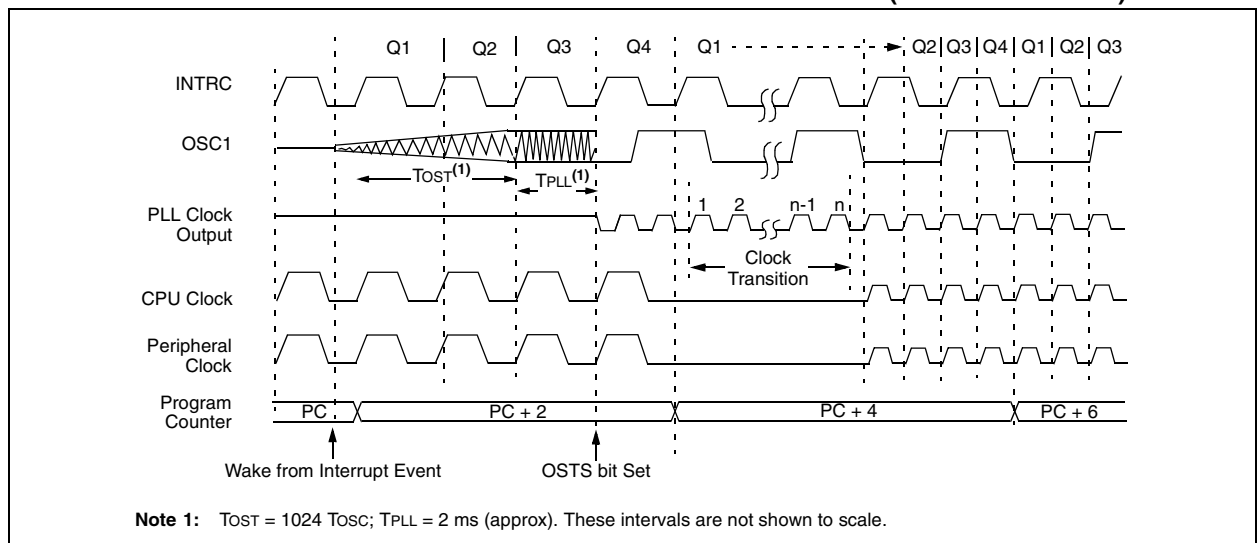 Q1 Q2 Q3 Q4 Q1 Q2 Q3 Q4 Q1 Q2 Q3
INTRC
OSC1
TOST(1) TPLL(1)
PLL Clock
Output
1 2 n-1 n
Clock
Transition
CPU Clock
Peripheral
Clock
Program
Counter
PC PC + 2 PC + 4 PC + 6
Wake from Interrupt Event OSTS bit Set
Note 1: TOST = 1024 TOSC; TPLL = 2 ms (approx). These intervals are not shown to scale.